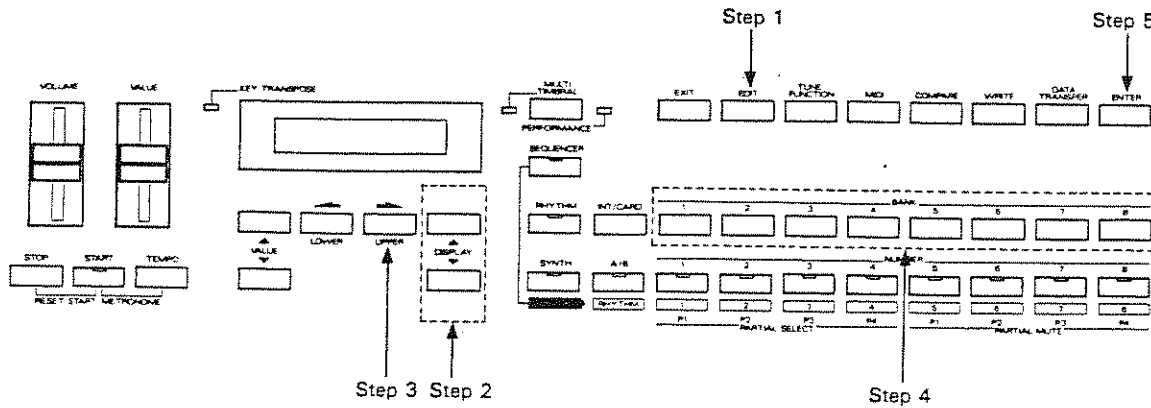 Step 1
Step 5
VOLUME
VALUE
KEY TRANSPOSE
MULTI TIMBRAL
PERFORMANCE
EXIT
EDIT
TUNE FUNCTION
MIDI
COMPARE
WRITE
DATA TRANSFER
ENTER
SEQUENCER
BANK
RHYTHM
INT/CARD
1 2 3 4 5 6 7 8
VALUE
LOWER
UPPER
DISPLAY
NUMBER
STOP
START
TEMPO
SYNTH
A/B
1 2 3 4 5 6 7 8
RESET START
METRONOME
RHYTHM
1 2 3 4 5 6 7 8
P1 P2 P3 P4 P1 P2 P3 P4
PARTIAL SELECT
PARTIAL MUTE
Step 3
Step 2
Step 4